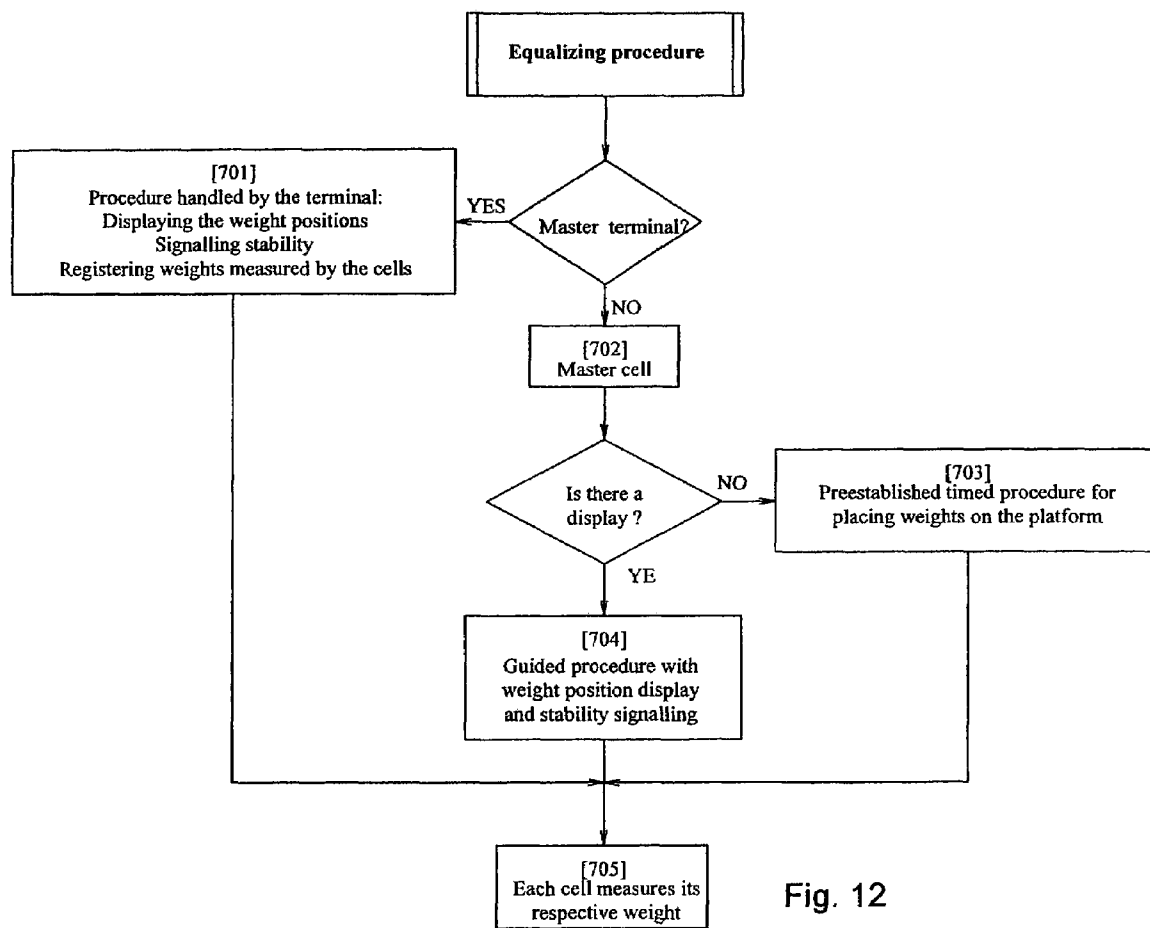 Equalizing procedure
[701]
Procedure handled by the terminal:
Displaying the weight positions
Signalling stability
Registering weights measured by the cells
YES
Master terminal?
NO
[702]
Master cell
Is there a
display ?
NO
[703]
Preestablished timed procedure for
placing weights on the platform
YE
[704]
Guided procedure with
weight position display
and stability signalling
[705]
Each cell measures its
respective weight
Fig. 12